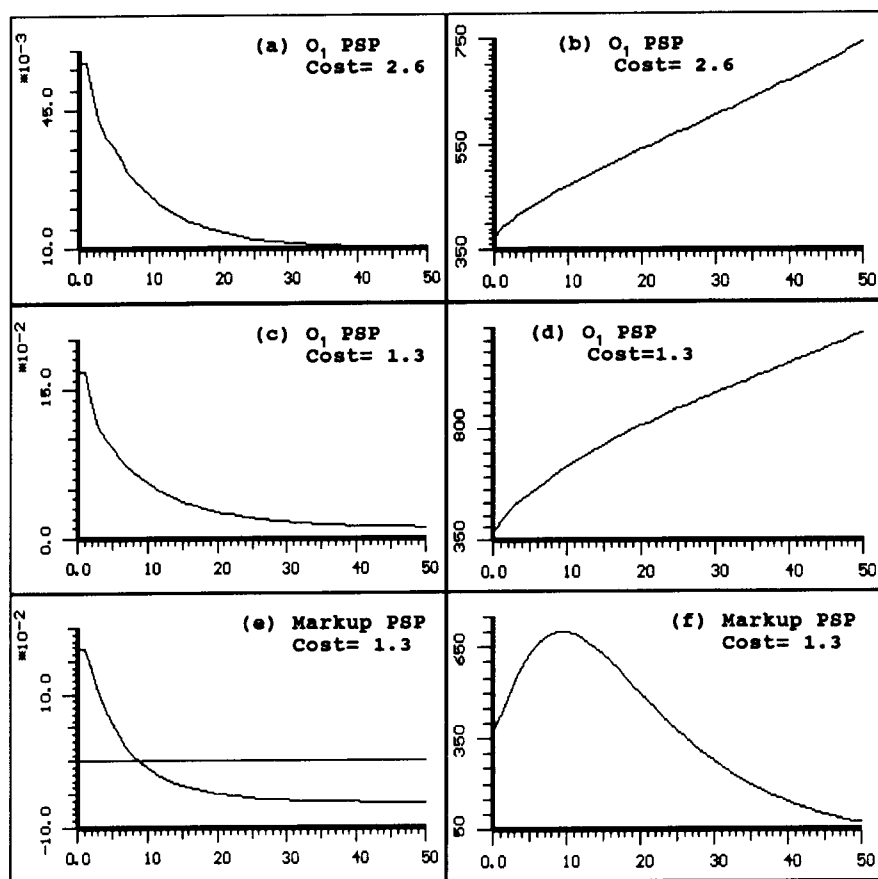 *10⁻³
(a) O₁ PSP
Cost= 2.6
45.0
10.0
0.0 10 20 30 40 50
(b) O₁ PSP
Cost= 2.6
750
550
350
0.0 10 20 30 40 50
*10⁻²
(c) O₁ PSP
Cost= 1.3
15.0
0.0
0.0 10 20 30 40 50
(d) O₁ PSP
Cost=1.3
800
350
0.0 10 20 30 40 50
*10⁻²
(e) Markup PSP
Cost= 1.3
10.0
-10.0
0.0 10 20 30 40 50
(f) Markup PSP
Cost= 1.3
650
350
50
0.0 10 20 30 40 50